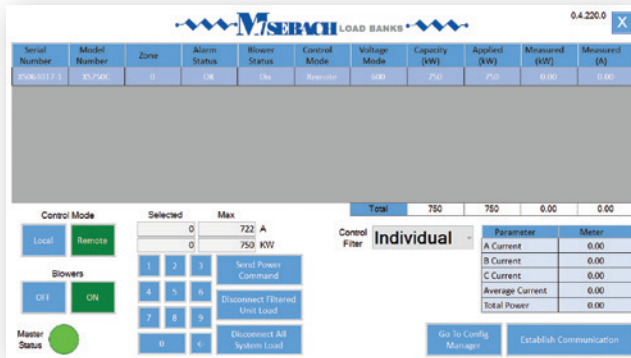 0.4.220.0
X
MSEBACH LOAD BANKS
Serial Number Model Number Zone Alarm Status Blower Status Control Mode Voltage Mode Capacity (kW) Applied (kW) Measured (kW) Measured (A)
X5750C 0 OK On Remote 600 750 750 0.00 0.00
Total 750 750 0.00 0.00
Control Mode
Local Remote
Blowers
OFF ON
Master Status
Selected Max
0 722 A
0 750 KW
1 2 3
4 5 6
7 8 9
0 <-
Send Power Command
Disconnect Filtered Unit Load
Disconnect All System Load
Control Filter Individual
Parameter Meter
A Current 0.00
B Current 0.00
C Current 0.00
Average Current 0.00
Total Power 0.00
Go To Config Manager
Establish Communication